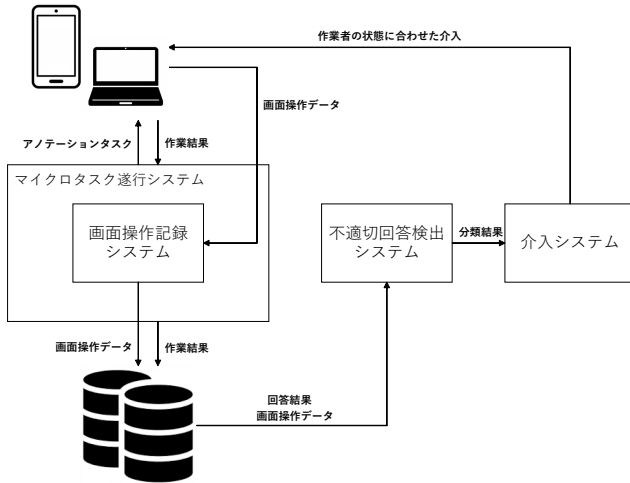 作業者の状態に合わせた介入
画面操作データ
アノテーションタスク
作業結果
マイクロタスク遂行システム
画面操作記録
システム
不適切回答検出
システム
分類結果
介入システム
画面操作データ
作業結果
回答結果
画面操作データ